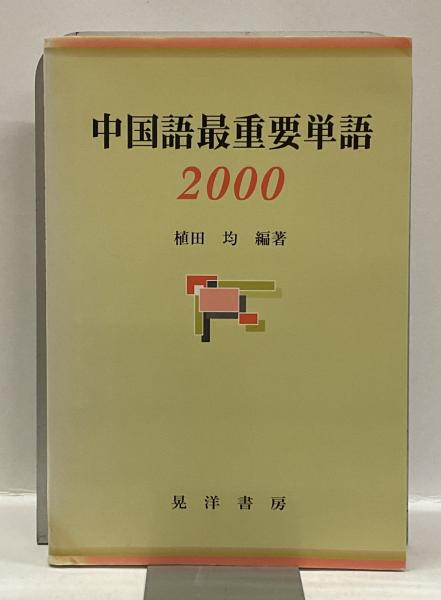 中国語最重要単語
2000
植田 均 編著
晃洋書房